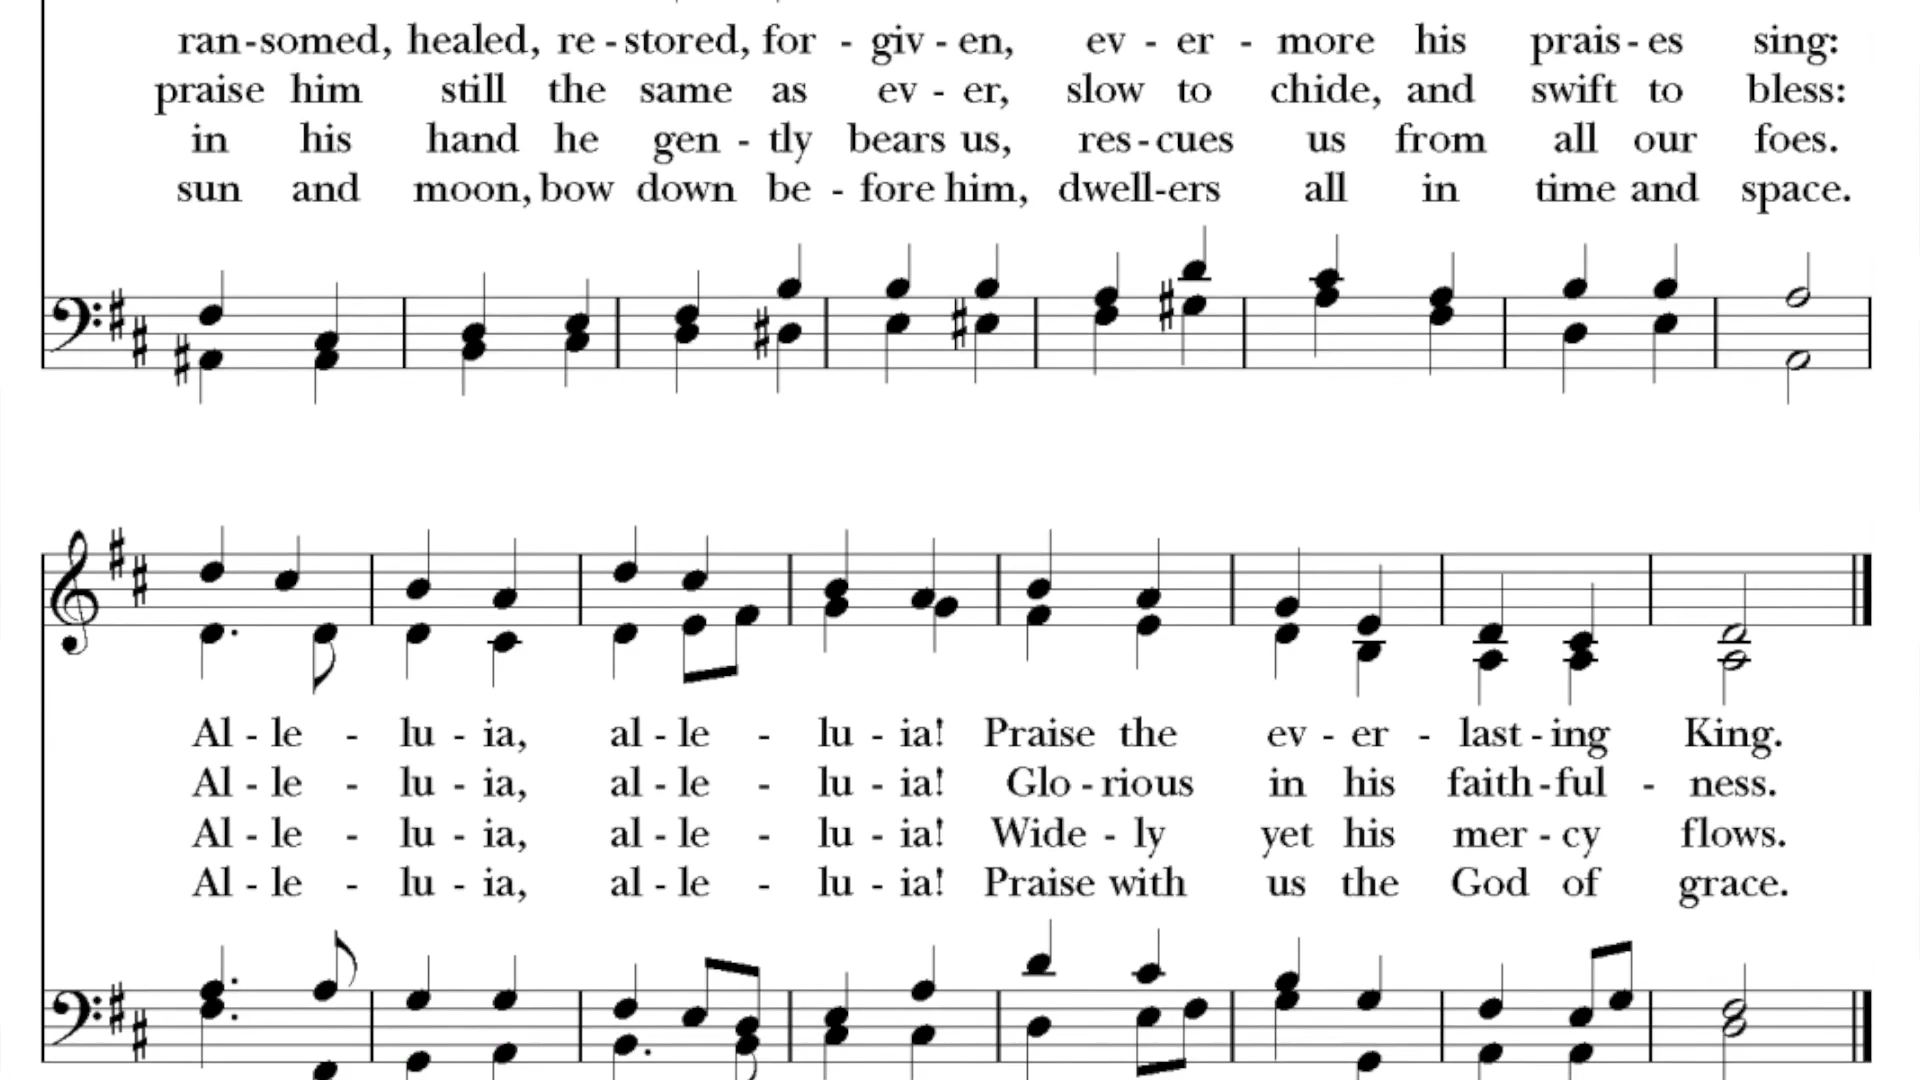 ran-somed, healed, re-stored, for - giv - en, ev - er - more his prais-es sing:
praise him still the same as ev - er, slow to chide, and swift to bless:
in his hand he gen - tly bears us, res-cues us from all our foes.
sun and moon, bow down be - fore him, dwell-ers all in time and space.
Al - le - lu - ia, al - le - lu - ia! Praise the ev - er - last - ing King.
Al - le - lu - ia, al - le - lu - ia! Glo - rious in his faith - ful - ness.
Al - le - lu - ia, al - le - lu - ia! Wide - ly yet his mer - cy flows.
Al - le - lu - ia, al - le - lu - ia! Praise with us the God of grace.